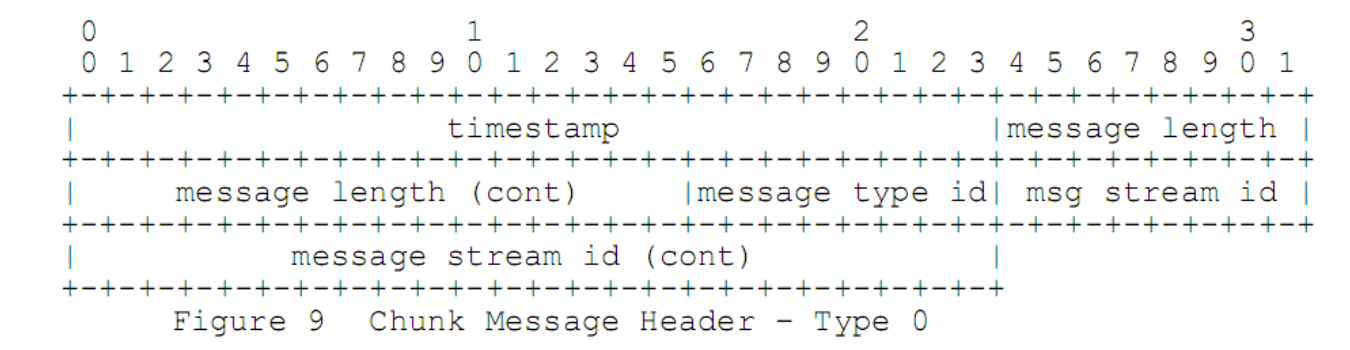 0                   1                   2                   3
 0 1 2 3 4 5 6 7 8 9 0 1 2 3 4 5 6 7 8 9 0 1 2 3 4 5 6 7 8 9 0 1
+-+-+-+-+-+-+-+-+-+-+-+-+-+-+-+-+-+-+-+-+-+-+-+-+-+-+-+-+-+-+-+-+
|                   timestamp                   |message length |
+-+-+-+-+-+-+-+-+-+-+-+-+-+-+-+-+-+-+-+-+-+-+-+-+-+-+-+-+-+-+-+-+
|     message length (cont)     |message type id| msg stream id |
+-+-+-+-+-+-+-+-+-+-+-+-+-+-+-+-+-+-+-+-+-+-+-+-+-+-+-+-+-+-+-+-+
|           message stream id (cont)            |
+-+-+-+-+-+-+-+-+-+-+-+-+-+-+-+-+-+-+-+-+-+-+-+-+
      Figure 9  Chunk Message Header – Type 0